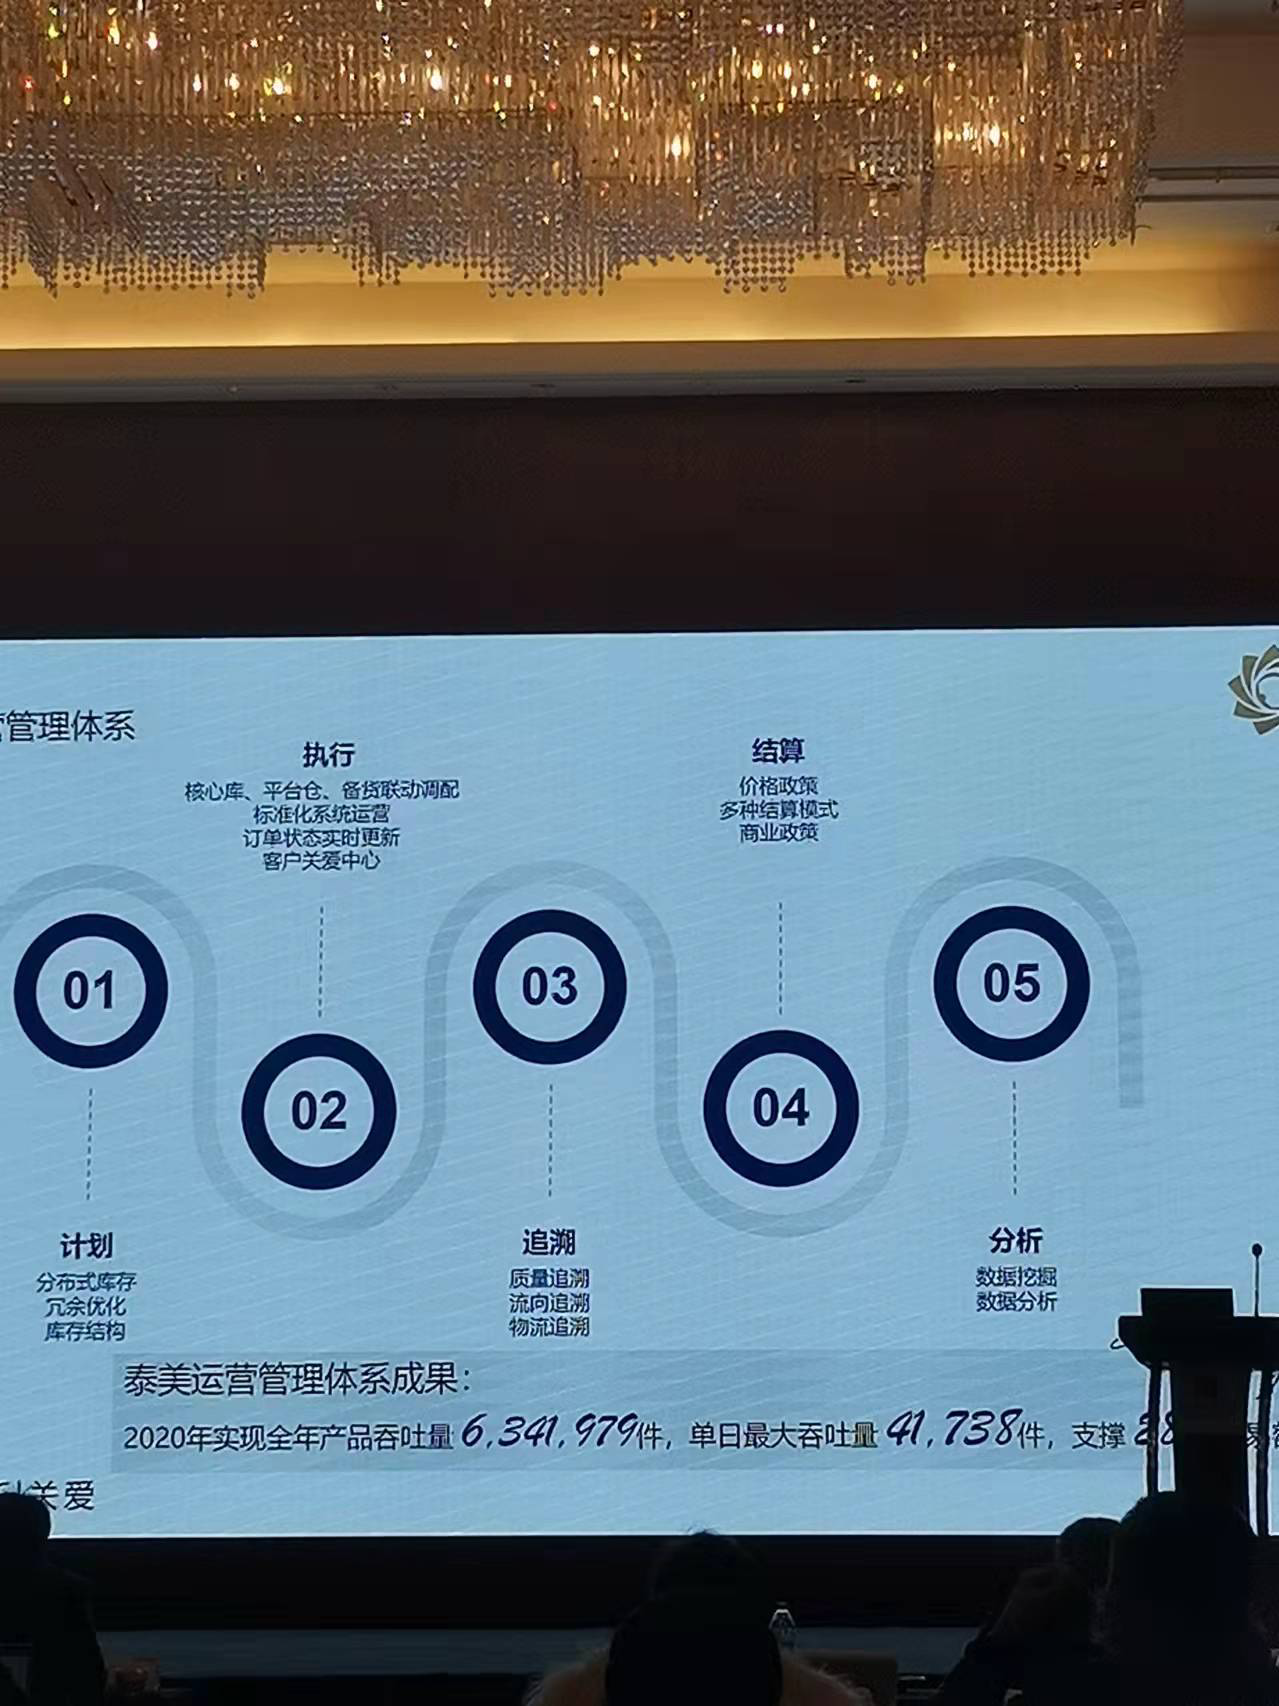 管理体系
执行
核心库、平台仓、备货联动调配
标准化系统运营
订单状态实时更新
客户关爱中心
结算
价格政策
多种结算模式
商业政策
01
02
03
04
05
计划
分布式库存
冗余优化
库存结构
追溯
质量追溯
流向追溯
物流追溯
分析
数据挖掘
数据分析
泰美运营管理体系成果：
2020年实现全年产品吞吐量6,341,979件，单日最大吞吐量41,738件，支撑
关爱